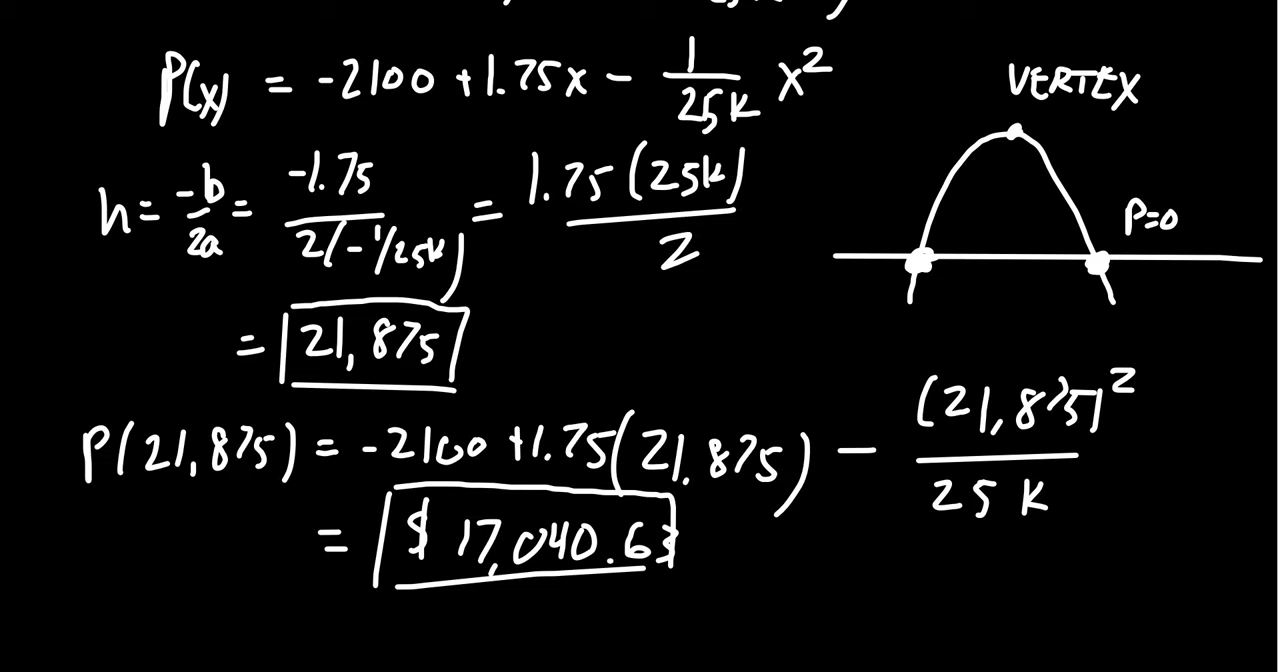 P(x) = -2100 + 1.75x - 1/25K x²
VERTEX
h = -b/2a = -1.75/2(-1/25K) = 1.75(25K)/2
P=0
= 21,875
P(21,875) = -2100 + 1.75(21,875) - (21,875)²/25K
= $17,040.63